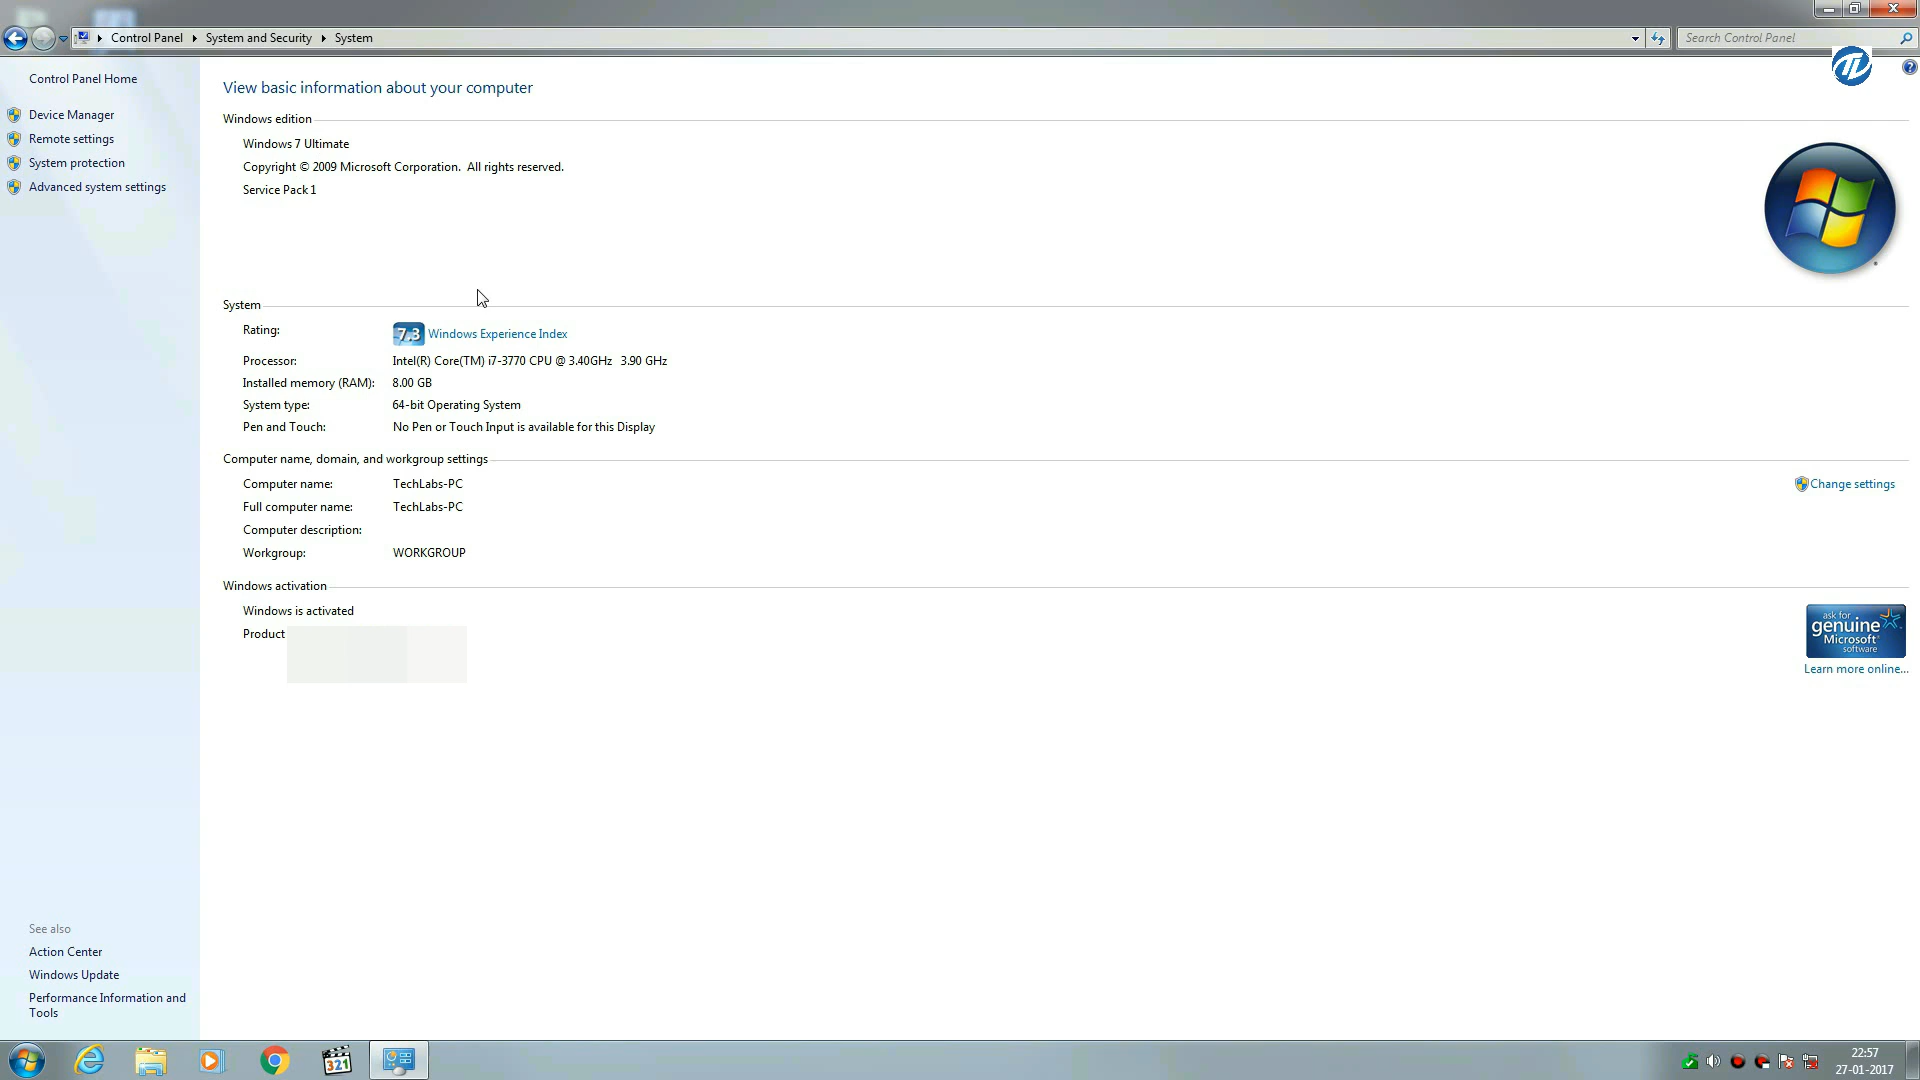 Control Panel
System and Security
System
Search Control Panel
Control Panel Home
Device Manager
Remote settings
System protection
Advanced system settings
View basic information about your computer
Windows edition
Windows 7 Ultimate
Copyright © 2009 Microsoft Corporation.  All rights reserved.
Service Pack 1
System
Rating:
7.3 Windows Experience Index
Processor: Intel(R) Core(TM) i7-3770 CPU @ 3.40GHz   3.90 GHz
Installed memory (RAM): 8.00 GB
System type: 64-bit Operating System
Pen and Touch: No Pen or Touch Input is available for this Display
Computer name, domain, and workgroup settings
Computer name: TechLabs-PC
Change settings
Full computer name: TechLabs-PC
Computer description:
Workgroup: WORKGROUP
Windows activation
Windows is activated
Product
ask for
genuine
Microsoft®
software
Learn more online...
See also
Action Center
Windows Update
Performance Information and
Tools
321
22:57
27-01-2017